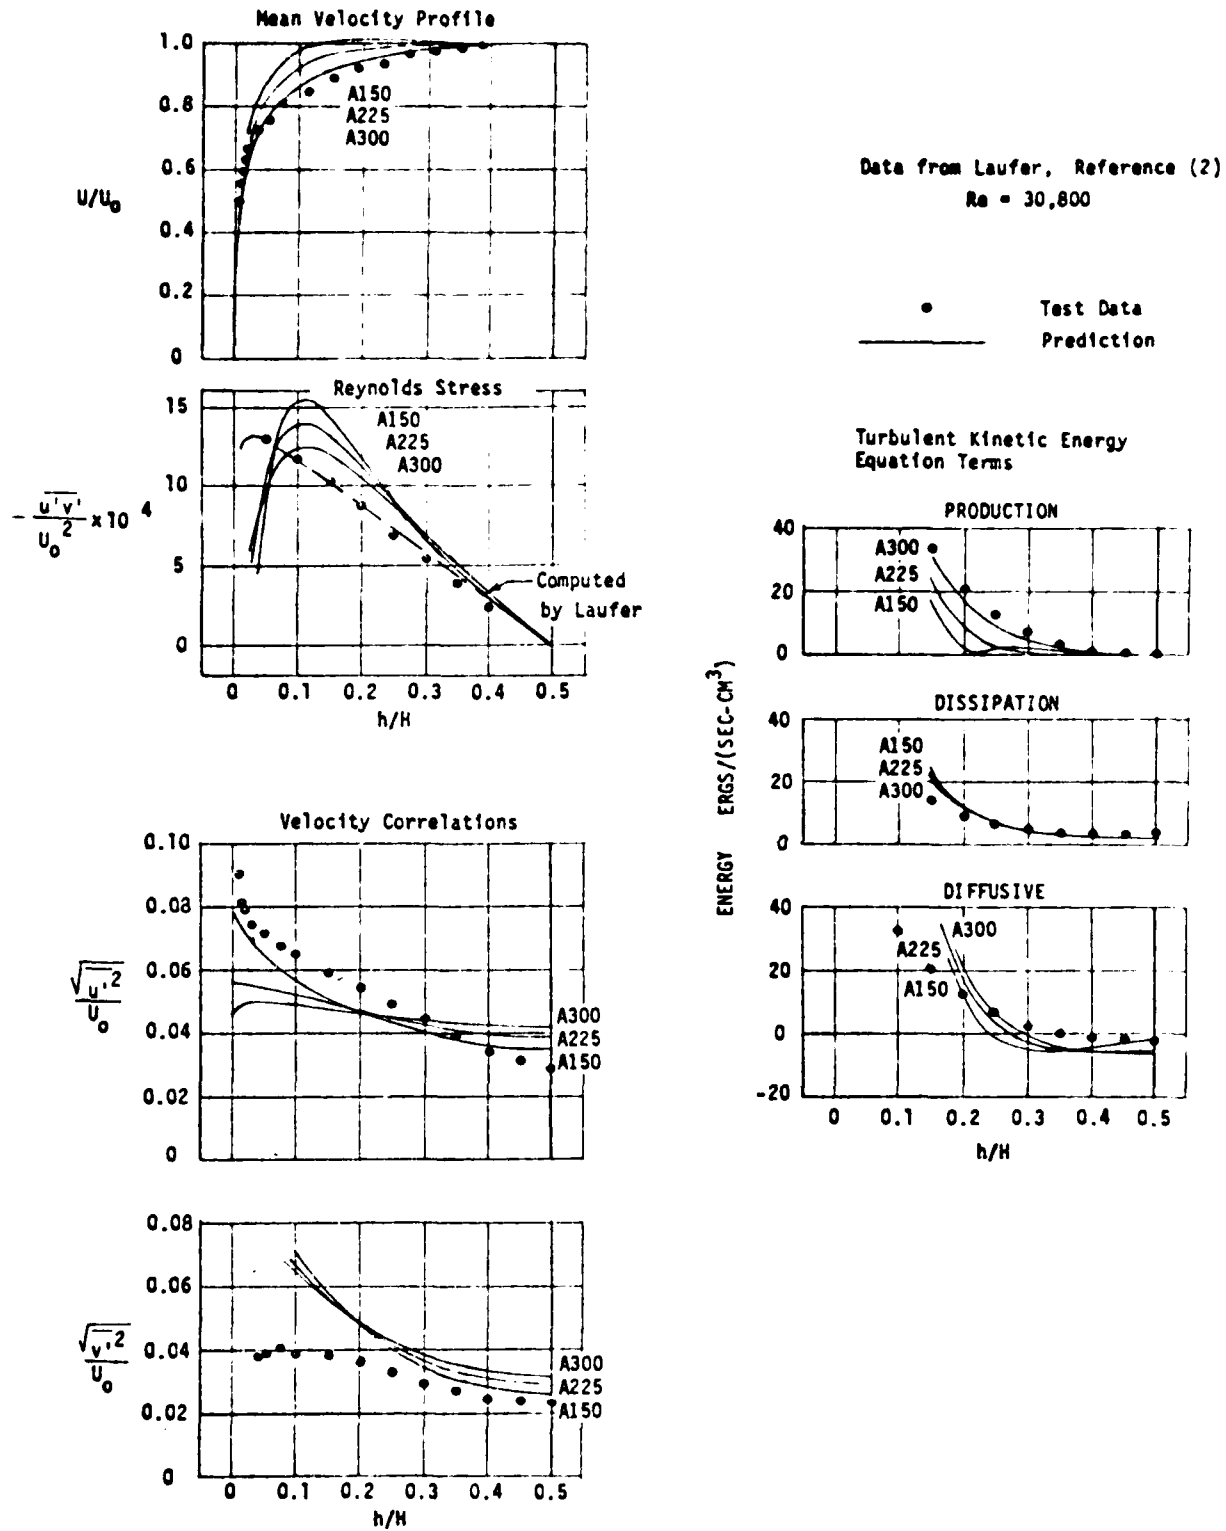 Mean Velocity Profile
1.0
0.8
0.6
0.4
0.2
0
U/U₀
A150
A225
A300
Reynolds Stress
15
10
5
0
- u'v' / U₀² × 10 4
A150
A225
A300
Computed
by Laufer
0 0.1 0.2 0.3 0.4 0.5
h/H
Velocity Correlations
0.10
0.08
0.06
0.04
0.02
0
√u'² / U₀
A300
A225
A150
0.08
0.06
0.04
0.02
0
√v'² / U₀
A300
A225
A150
0 0.1 0.2 0.3 0.4 0.5
h/H
Data from Laufer, Reference (2)
Re = 30,800
Test Data
Prediction
Turbulent Kinetic Energy
Equation Terms
ENERGY ERGS/(SEC-CM³)
PRODUCTION
40
20
0
A300
A225
A150
DISSIPATION
40
20
0
A150
A225
A300
DIFFUSIVE
40
20
0
-20
A300
A225
A150
0 0.1 0.2 0.3 0.4 0.5
h/H